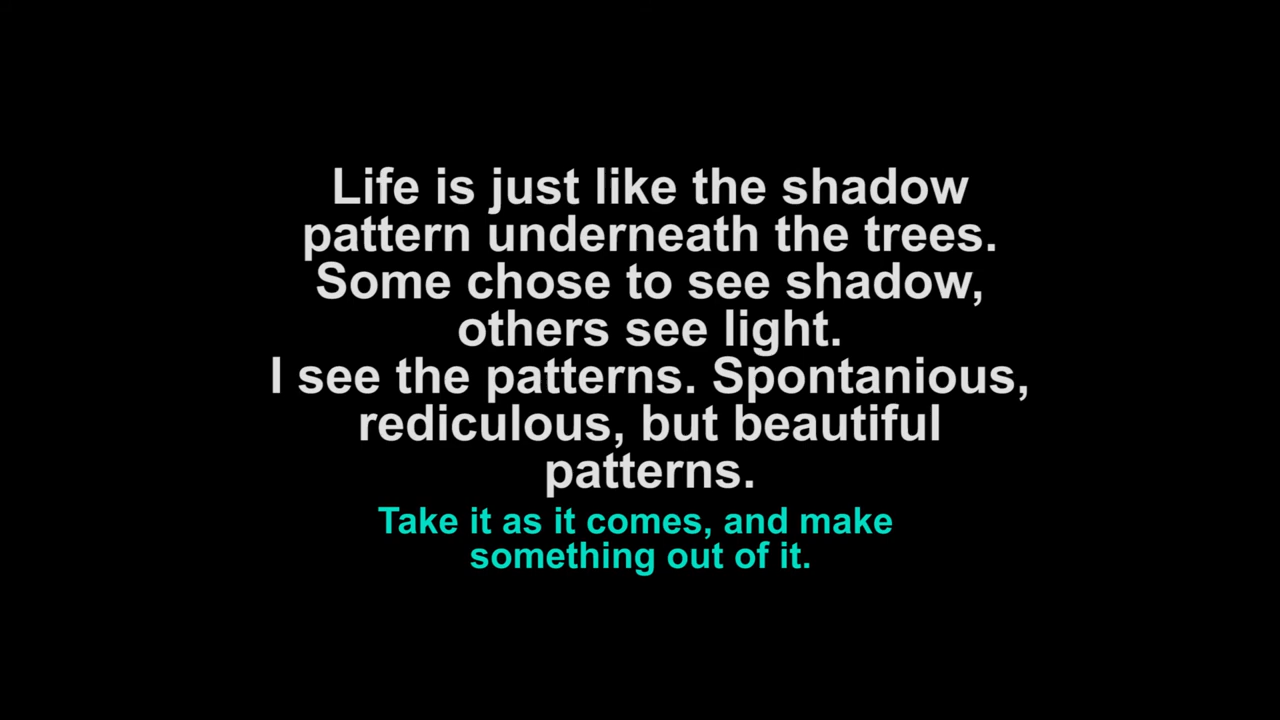 Life is just like the shadow
pattern underneath the trees.
Some chose to see shadow,
others see light.
I see the patterns. Spontanious,
rediculous, but beautiful
patterns.
Take it as it comes, and make
something out of it.